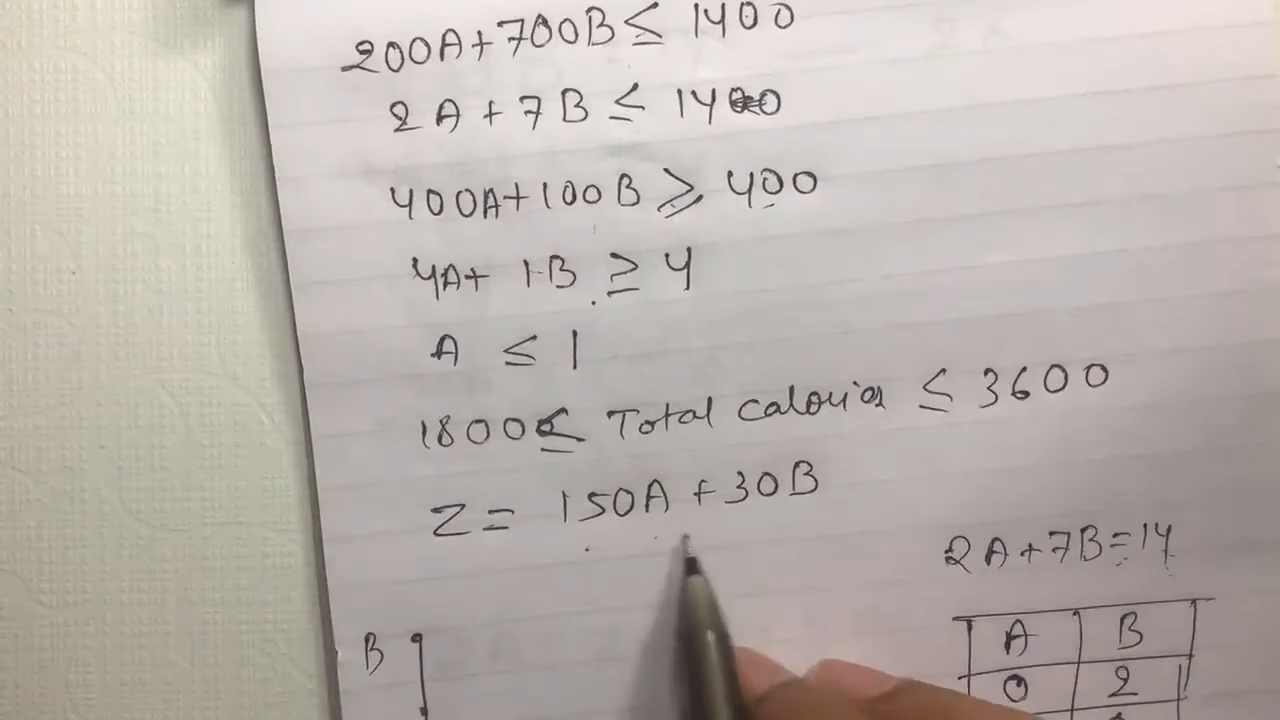 200A+700B ≤ 1400
2A + 7B ≤ 14
400A+100B ≥ 400
4A+ 1·B ≥ 4
A ≤ 1
1800 ≤ Total calories ≤ 3600
Z = 150A + 30B
2A+7B=14
A B
0 2
B